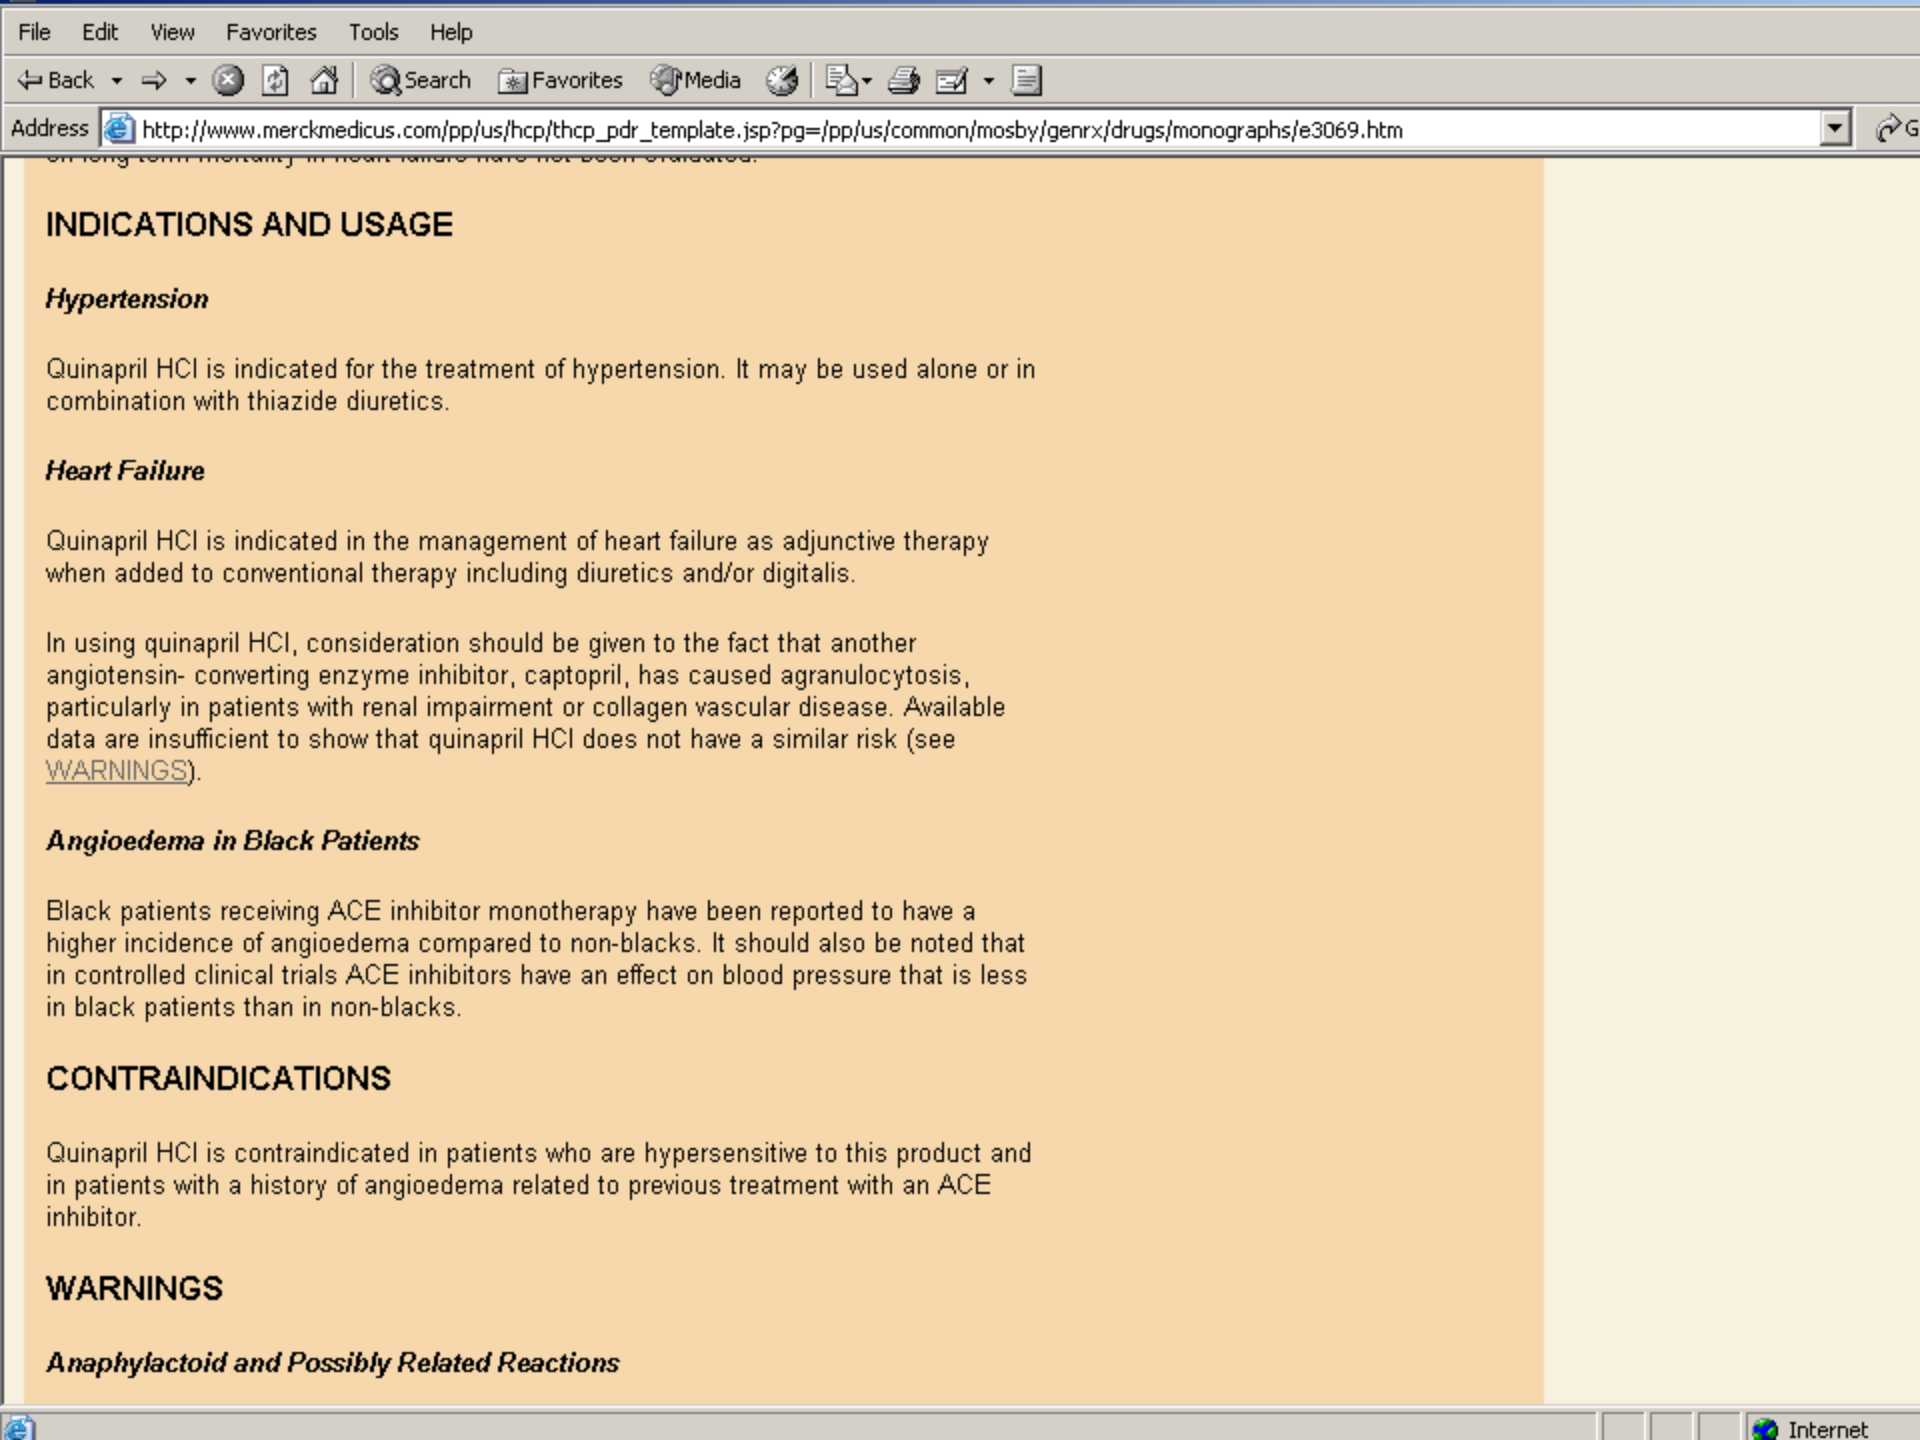 File Edit View Favorites Tools Help
Back Search Favorites Media
Address http://www.merckmedicus.com/pp/us/hcp/thcp_pdr_template.jsp?pg=/pp/us/common/mosby/genrx/drugs/monographs/e3069.htm G
on long term mortality in heart failure have not been evaluated.
INDICATIONS AND USAGE
Hypertension
Quinapril HCl is indicated for the treatment of hypertension. It may be used alone or in
combination with thiazide diuretics.
Heart Failure
Quinapril HCl is indicated in the management of heart failure as adjunctive therapy
when added to conventional therapy including diuretics and/or digitalis.
In using quinapril HCl, consideration should be given to the fact that another
angiotensin- converting enzyme inhibitor, captopril, has caused agranulocytosis,
particularly in patients with renal impairment or collagen vascular disease. Available
data are insufficient to show that quinapril HCl does not have a similar risk (see
WARNINGS).
Angioedema in Black Patients
Black patients receiving ACE inhibitor monotherapy have been reported to have a
higher incidence of angioedema compared to non-blacks. It should also be noted that
in controlled clinical trials ACE inhibitors have an effect on blood pressure that is less
in black patients than in non-blacks.
CONTRAINDICATIONS
Quinapril HCl is contraindicated in patients who are hypersensitive to this product and
in patients with a history of angioedema related to previous treatment with an ACE
inhibitor.
WARNINGS
Anaphylactoid and Possibly Related Reactions
Internet